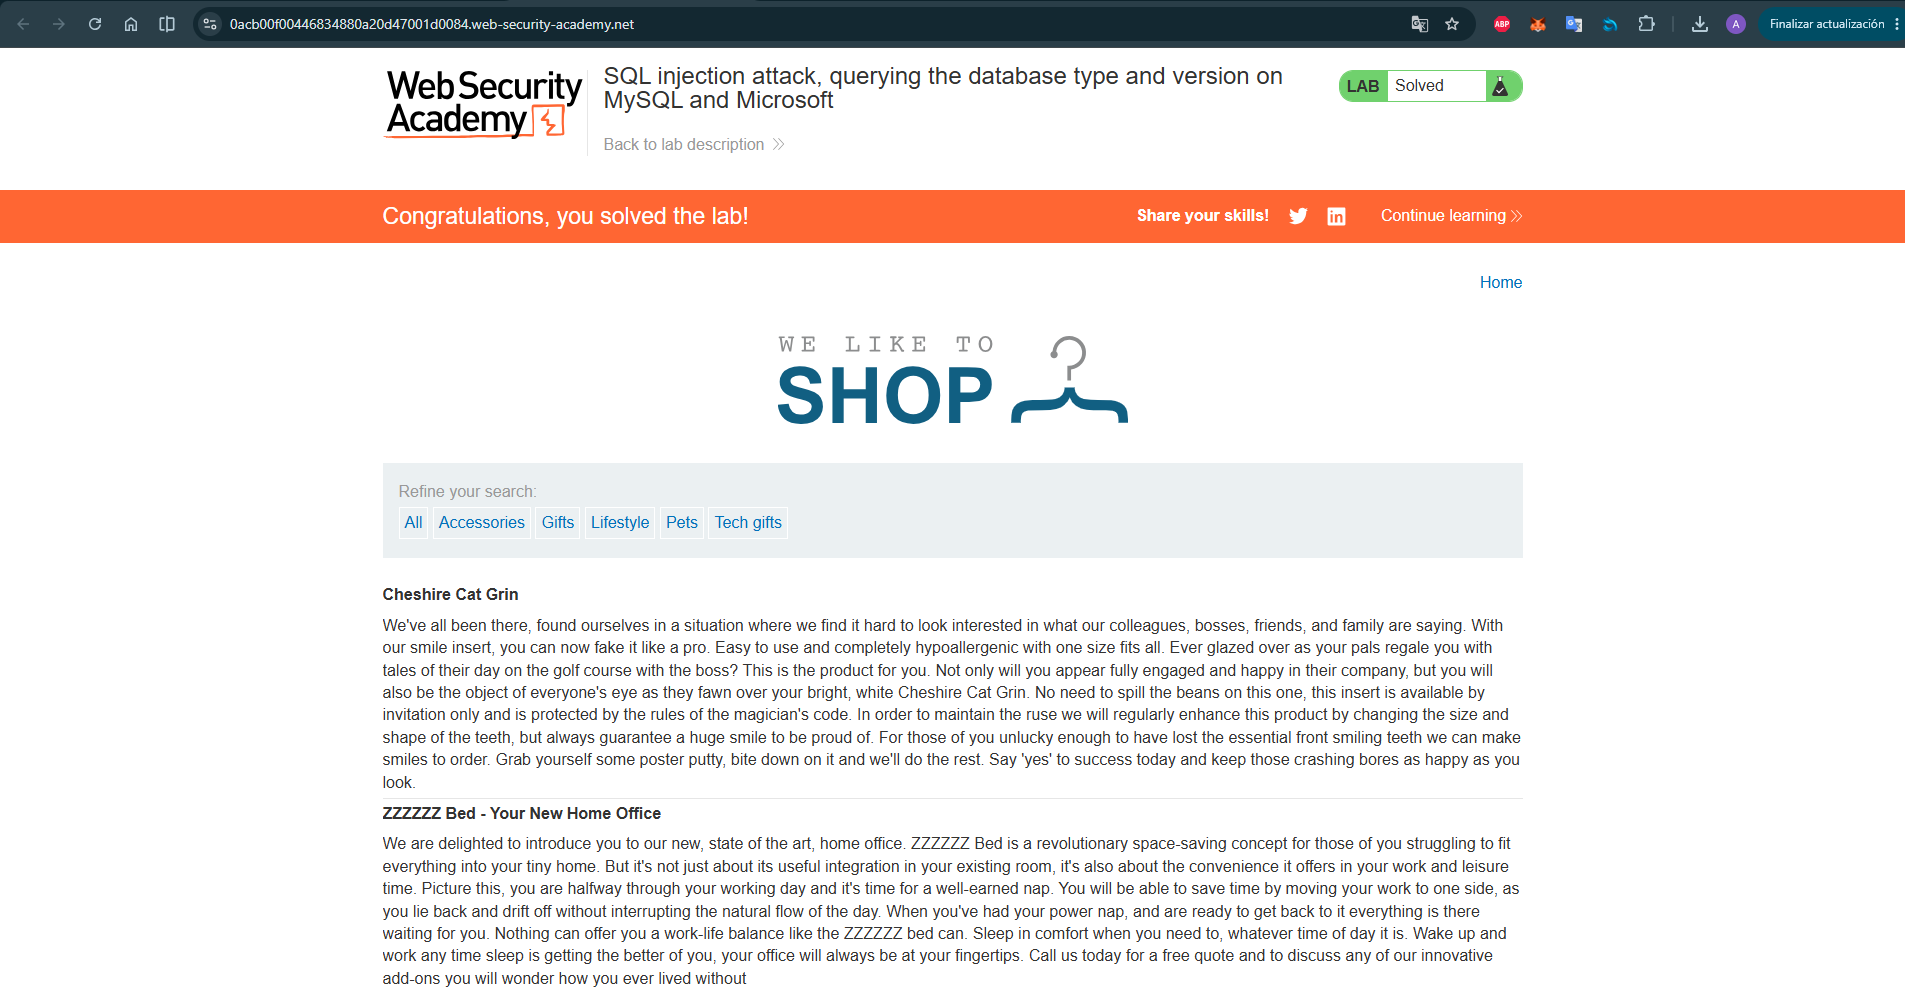 0acb00f00446834880a20d47001d0084.web-security-academy.net
ABP
G
A
Finalizar actualización
Web Security
Academy
SQL injection attack, querying the database type and version on
MySQL and Microsoft
Back to lab description
LAB
Solved
Congratulations, you solved the lab!
Share your skills!
in
Continue learning
Home
WE LIKE TO
SHOP
Refine your search:
All
Accessories
Gifts
Lifestyle
Pets
Tech gifts
Cheshire Cat Grin
We've all been there, found ourselves in a situation where we find it hard to look interested in what our colleagues, bosses, friends, and family are saying. With
our smile insert, you can now fake it like a pro. Easy to use and completely hypoallergenic with one size fits all. Ever glazed over as your pals regale you with
tales of their day on the golf course with the boss? This is the product for you. Not only will you appear fully engaged and happy in their company, but you will
also be the object of everyone's eye as they fawn over your bright, white Cheshire Cat Grin. No need to spill the beans on this one, this insert is available by
invitation only and is protected by the rules of the magician's code. In order to maintain the ruse we will regularly enhance this product by changing the size and
shape of the teeth, but always guarantee a huge smile to be proud of. For those of you unlucky enough to have lost the essential front smiling teeth we can make
smiles to order. Grab yourself some poster putty, bite down on it and we'll do the rest. Say 'yes' to success today and keep those crashing bores as happy as you
look.
ZZZZZZ Bed - Your New Home Office
We are delighted to introduce you to our new, state of the art, home office. ZZZZZZ Bed is a revolutionary space-saving concept for those of you struggling to fit
everything into your tiny home. But it's not just about its useful integration in your existing room, it's also about the convenience it offers in your work and leisure
time. Picture this, you are halfway through your working day and it's time for a well-earned nap. You will be able to save time by moving your work to one side, as
you lie back and drift off without interrupting the natural flow of the day. When you've had your power nap, and are ready to get back to it everything is there
waiting for you. Nothing can offer you a work-life balance like the ZZZZZZ bed can. Sleep in comfort when you need to, whatever time of day it is. Wake up and
work any time sleep is getting the better of you, your office will always be at your fingertips. Call us today for a free quote and to discuss any of our innovative
add-ons you will wonder how you ever lived without